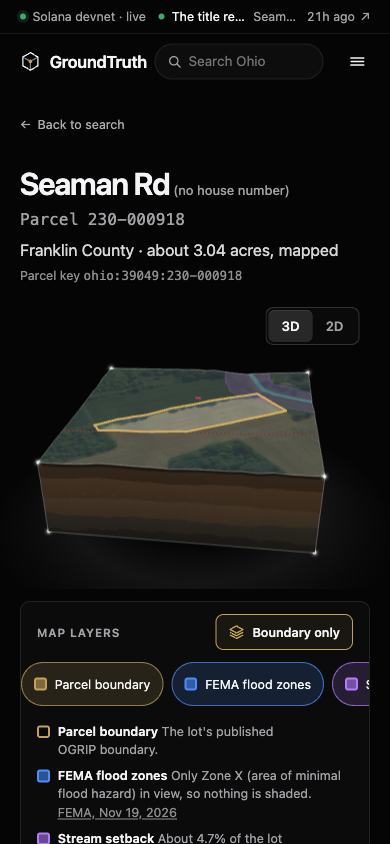 Solana devnet · live The title re... Seam... 21h ago ↗
GroundTruth Search Ohio
← Back to search
Seaman Rd (no house number)
Parcel 230-000918
Franklin County · about 3.04 acres, mapped
Parcel key ohio:39049:230-000918
3D 2D
MAP LAYERS Boundary only
Parcel boundary FEMA flood zones
Parcel boundary The lot's published
OGRIP boundary.
FEMA flood zones Only Zone X (area of minimal
flood hazard) in view, so nothing is shaded.
FEMA, Nov 19, 2026
Stream setback About 4.7% of the lot